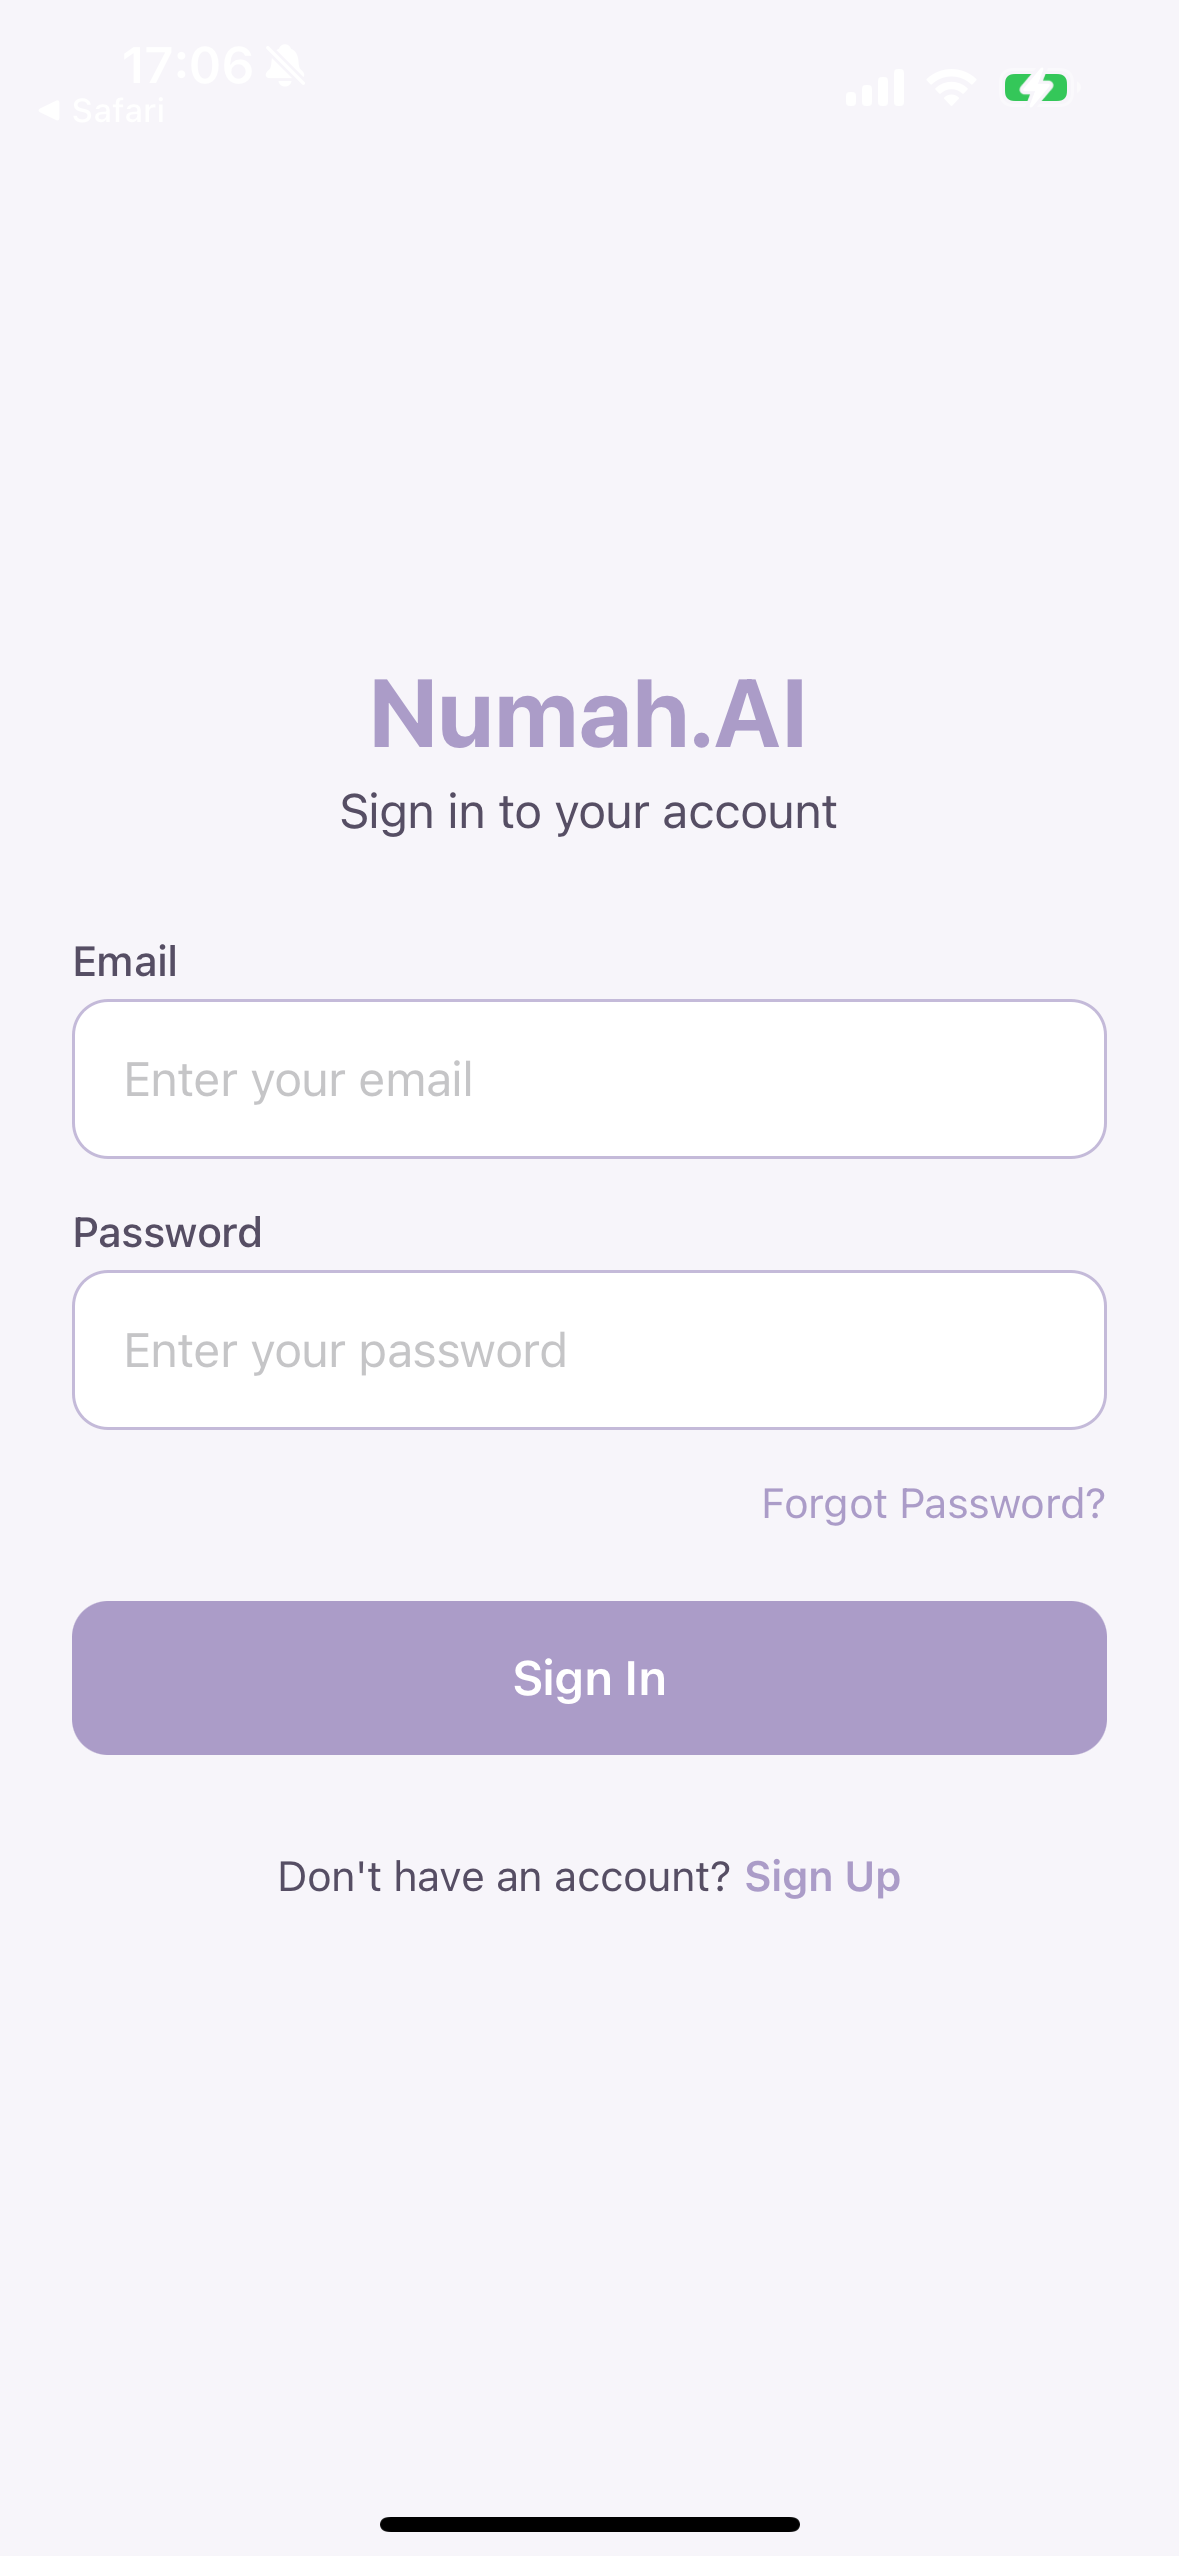 17:06
Safari
Numah.AI
Sign in to your account
Email
Enter your email
Password
Enter your password
Forgot Password?
Sign In
Don't have an account? Sign Up